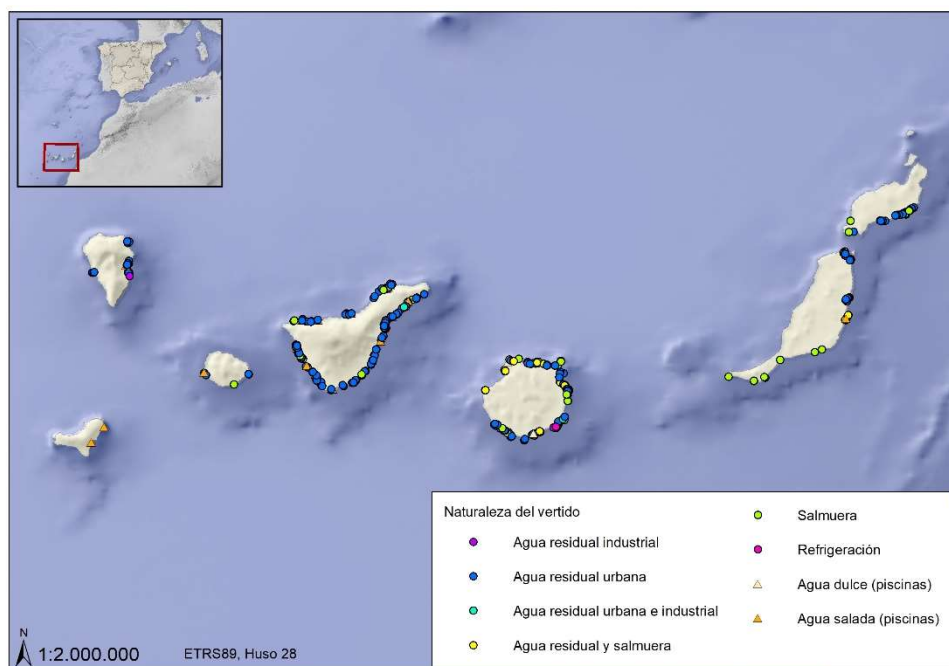 Naturaleza del vertido
Agua residual industrial
Agua residual urbana
Agua residual urbana e industrial
Agua residual y salmuera
Salmuera
Refrigeración
Agua dulce (piscinas)
Agua salada (piscinas)
N
1:2.000.000
ETRS89, Huso 28